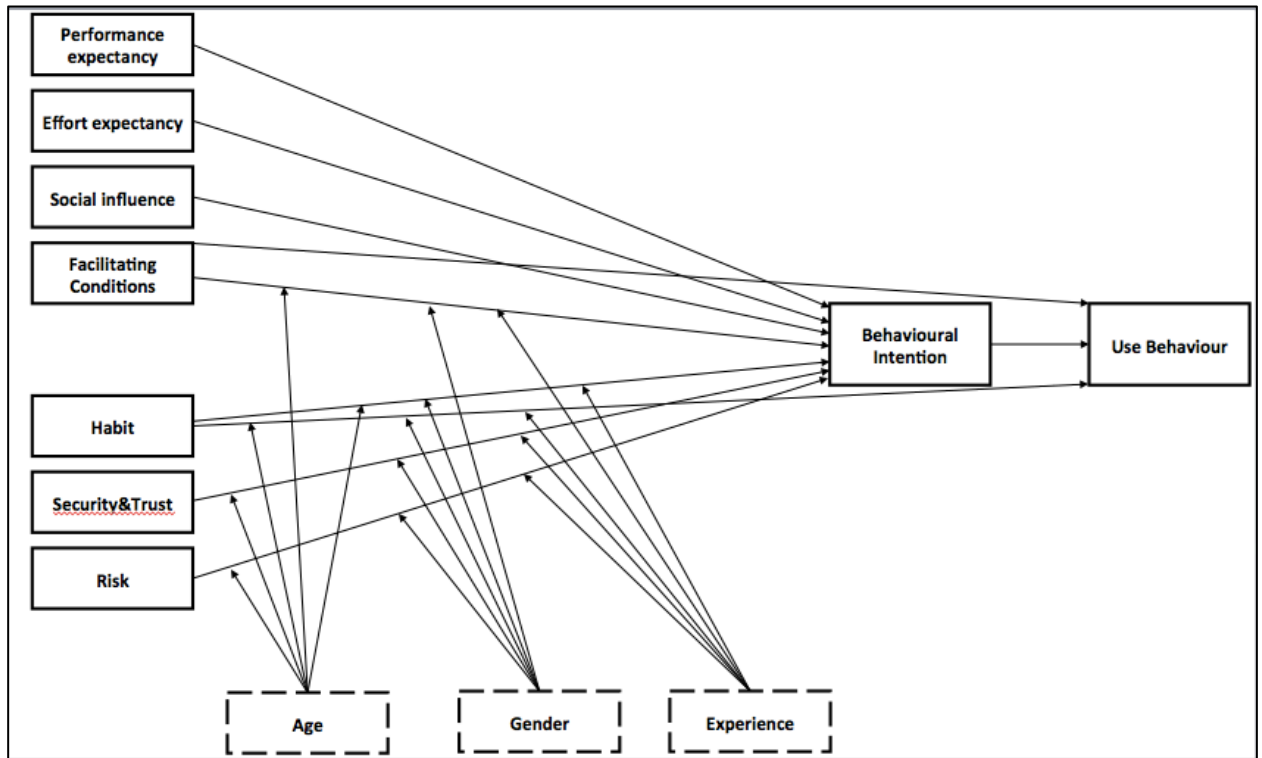 Performance
expectancy
Effort expectancy
Social influence
Facilitating
Conditions
Behavioural
Intention
Use Behaviour
Habit
Security&Trust
Risk
Age
Gender
Experience